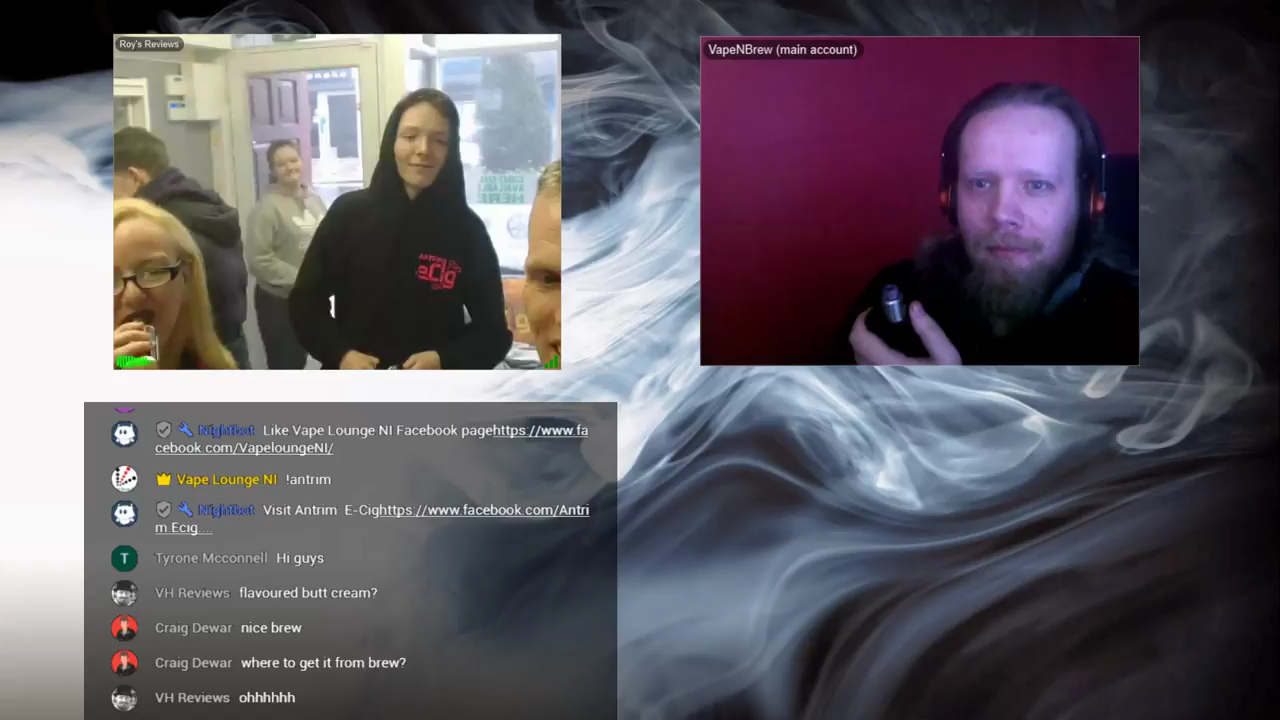 Roy's Reviews
VapeNBrew (main account)
eCig
HERE
Nightbot Like Vape Lounge NI Facebook pagehttps://www.fa
cebook.com/VapeloungeNI/
Vape Lounge NI !antrim
Nightbot Visit Antrim E-Cighttps://www.facebook.com/Antri
m Ecig....
T Tyrone Mcconnell Hi guys
VH Reviews flavoured butt cream?
Craig Dewar nice brew
Craig Dewar where to get it from brew?
VH Reviews ohhhhhh